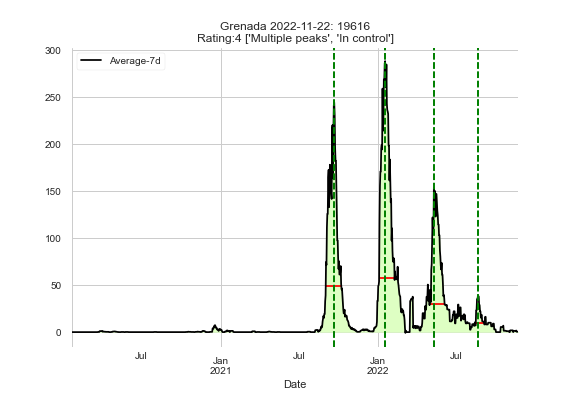 Grenada 2022-11-22: 19616
Rating:4 ['Multiple peaks', 'In control']
Average-7d
300
250
200
150
100
50
0
Jul
Jan
2021
Jul
Jan
2022
Jul
Date